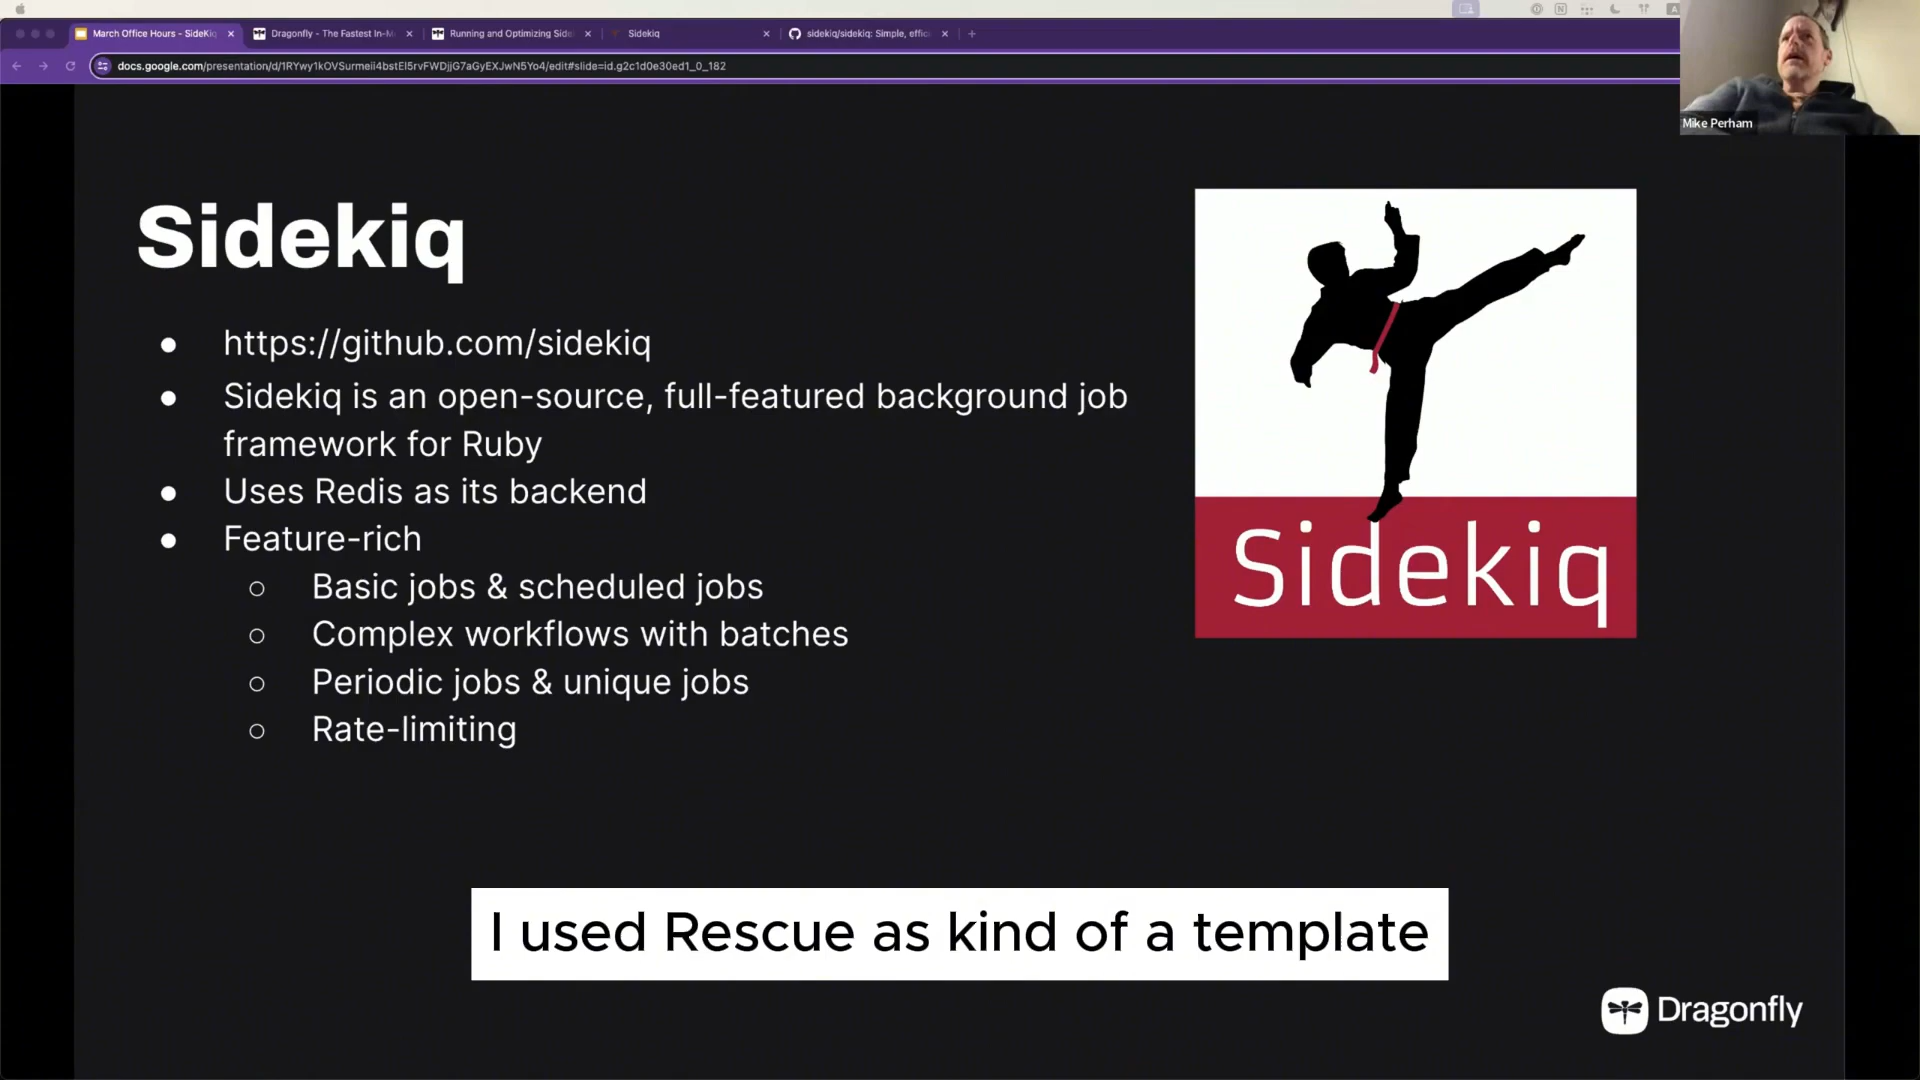 March Office Hours - SideKiq
Dragonfly - The Fastest In-M
Running and Optimizing Side
Sidekiq
sidekiq/sidekiq: Simple, effic
docs.google.com/presentation/d/1RYwy1kOVSurmeii4bstEl5rvFWDjjG7aGyEXJwN5Yo4/edit#slide=id.g2c1d0e30ed1_0_182
Mike Perham
Sidekiq
https://github.com/sidekiq
Sidekiq is an open-source, full-featured background job
framework for Ruby
Uses Redis as its backend
Feature-rich
Basic jobs & scheduled jobs
Complex workflows with batches
Periodic jobs & unique jobs
Rate-limiting
Sidekiq
I used Rescue as kind of a template
Dragonfly